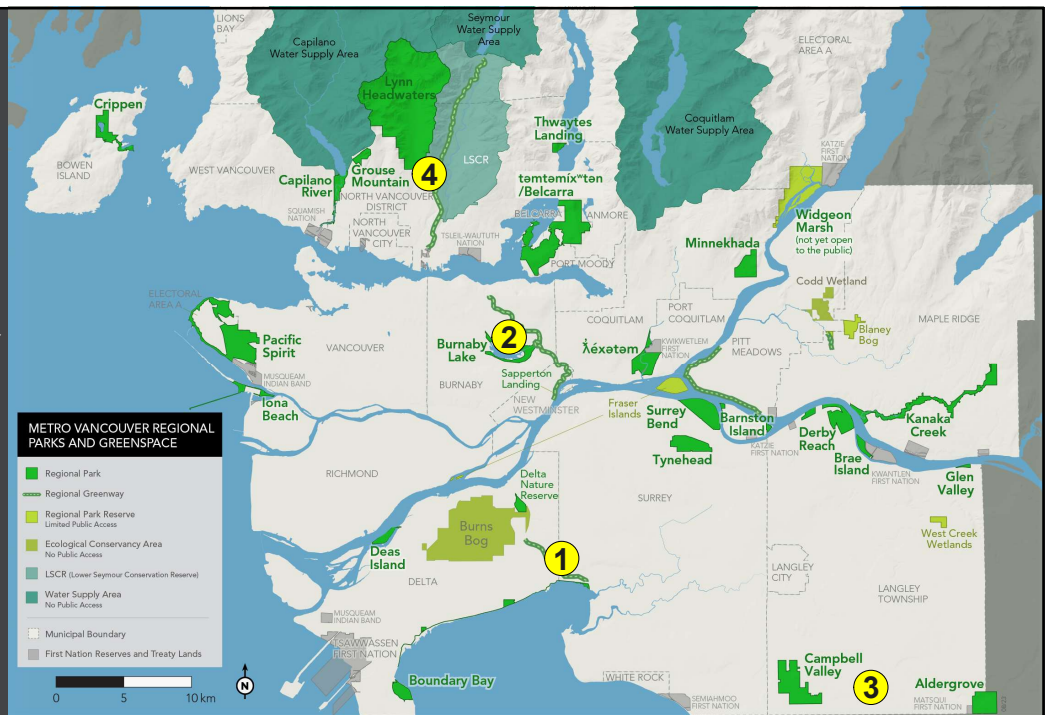 LIONS
BAY
Capilano
Water Supply Area
Seymour
Water Supply
Area
ELECTORAL
AREA A
Crippen
BOWEN
ISLAND
WEST VANCOUVER
Lynn
Headwaters
4
LSCR
Thwaytes
Landing
Coquitlam
Water Supply Area
KATZIE
FIRST
NATION
Capilano
River
Grouse
Mountain
NORTH VANCOUVER
DISTRICT
SQUAMISH
NATION
NORTH
VANCOUVER
CITY
TSLEIL-WAUTUTH
NATION
təmtəmíxʷtən
/Belcarra
BELCARRA
ANMORE
PORT MOODY
Widgeon
Marsh
(not yet open
to the public)
Minnekhada
Codd Wetland
Blaney
Bog
MAPLE RIDGE
ELECTORAL
AREA A
Pacific
Spirit
VANCOUVER
MUSQUEAM
INDIAN BAND
Iona
Beach
Burnaby
Lake
2
BURNABY
Sapperton
Landing
NEW
WESTMINSTER
COQUITLAM
PORT
COQUITLAM
ƛ̓éxətəm
KWIKWETLEM
FIRST
NATION
PITT
MEADOWS
Fraser
Islands
Surrey
Bend
Barnston
Island
KATZIE
FIRST NATION
Tynehead
Derby
Reach
Brae
Island
Kanaka
Creek
KWANTLEN
FIRST NATION
Glen
Valley
West Creek
Wetlands
RICHMOND
Delta
Nature
Reserve
Burns
Bog
SURREY
Deas
Island
DELTA
1
LANGLEY
CITY
LANGLEY
TOWNSHIP
MUSQUEAM
INDIAN BAND
TSAWWASSEN
FIRST NATION
Boundary Bay
WHITE ROCK
SEMIAHMOO
FIRST NATION
Campbell
Valley
3
Aldergrove
MATSQUI
FIRST NATION
METRO VANCOUVER REGIONAL
PARKS AND GREENSPACE
Regional Park
Regional Greenway
Regional Park Reserve
Limited Public Access
Ecological Conservancy Area
No Public Access
LSCR (Lower Seymour Conservation Reserve)
Water Supply Area
No Public Access
Municipal Boundary
First Nation Reserves and Treaty Lands
0 5 10 km
N